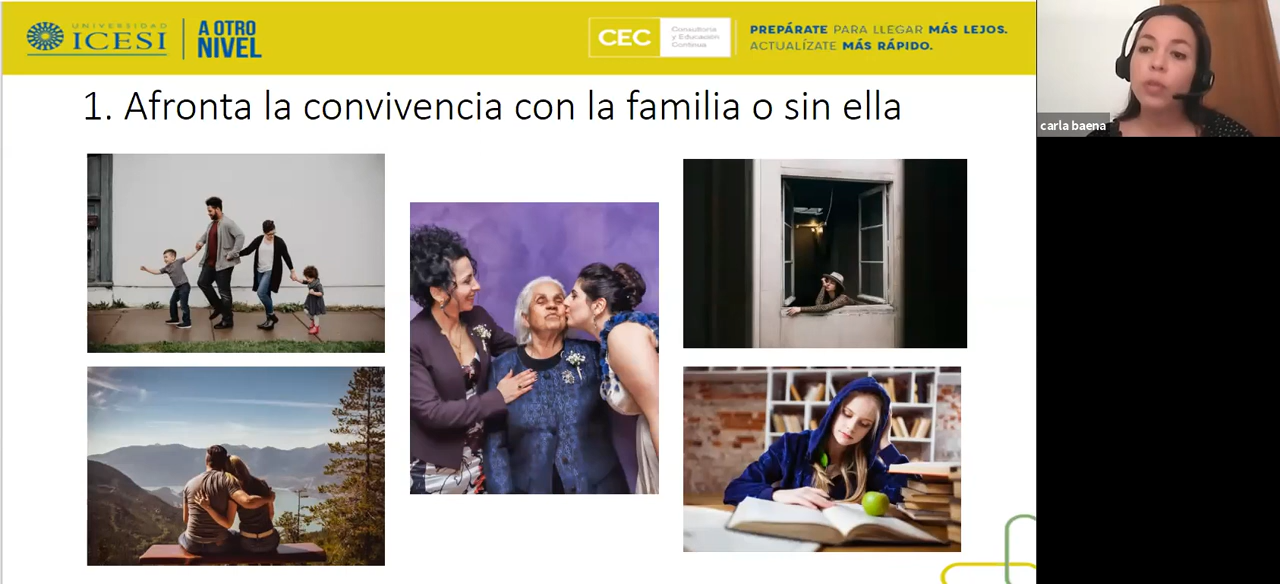 UNIVERSIDAD
ICESI
A OTRO
NIVEL
CEC
Consultoría
y Educación
Continua
PREPÁRATE PARA LLEGAR MÁS LEJOS.
ACTUALÍZATE MÁS RÁPIDO.
carla baena
1. Afronta la convivencia con la familia o sin ella